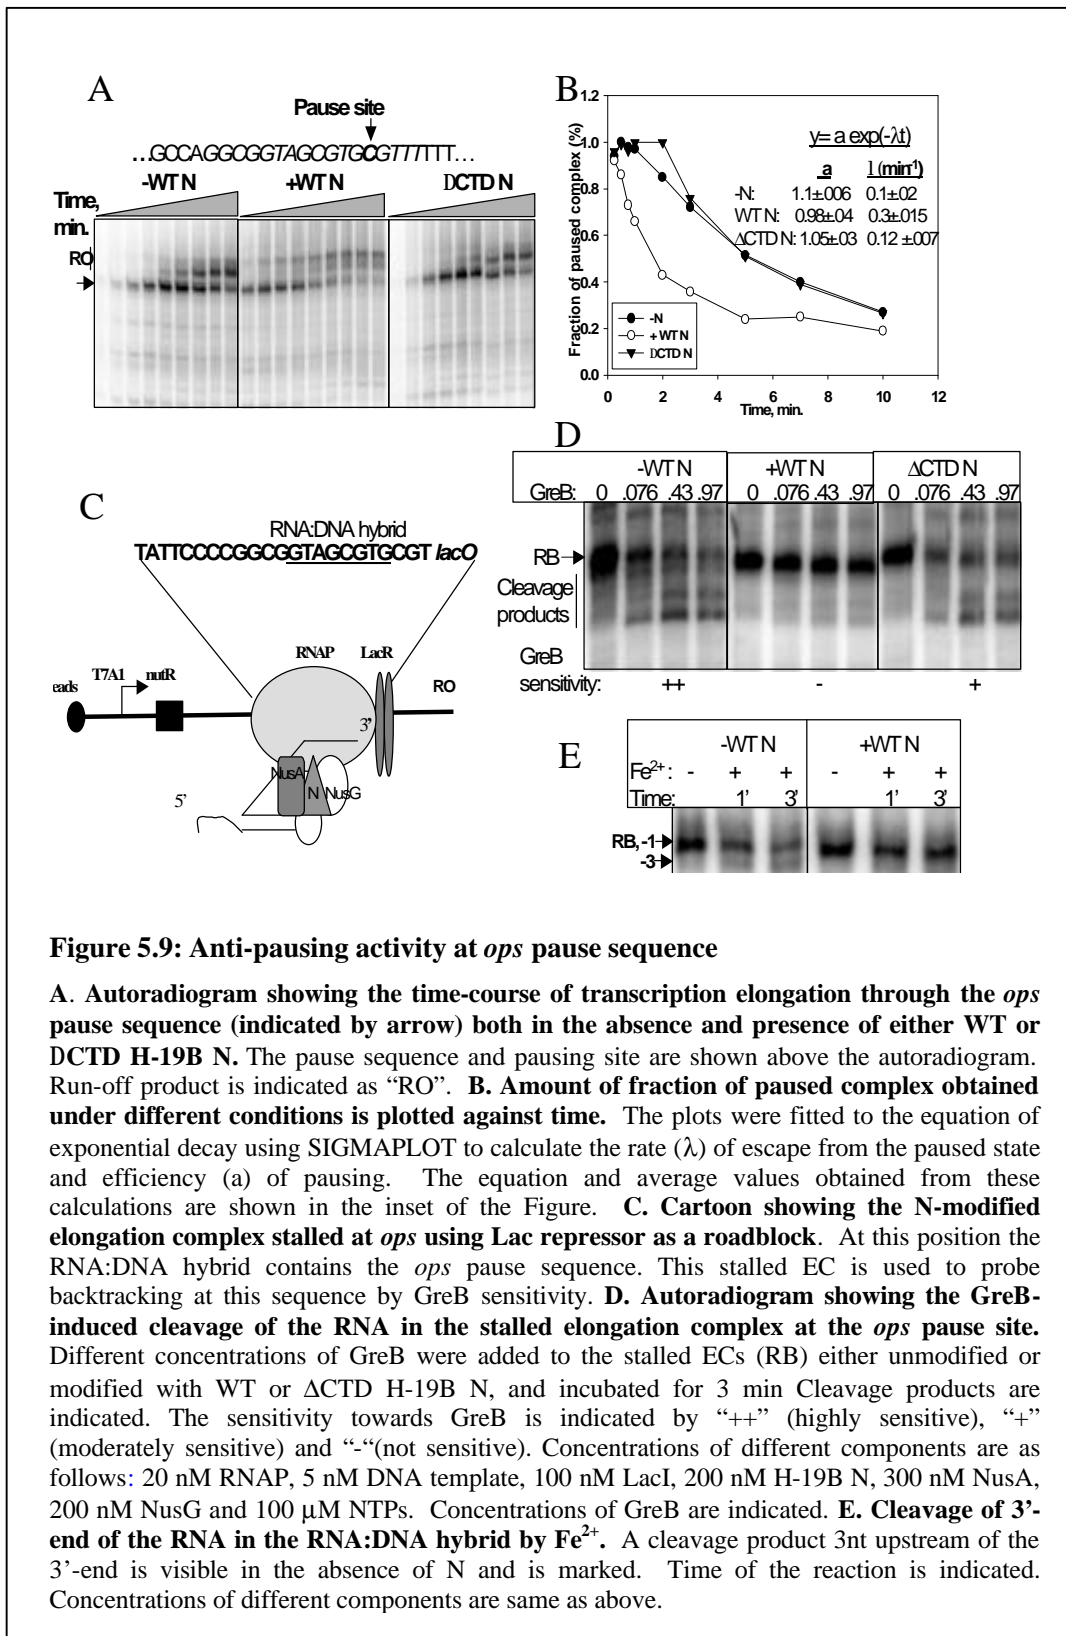 A
Pause site
...GCCAGGCGGTAGCGTGCGTTTTTT...
-WT N +WT N DCTD N
Time,
min.
RO
B
Fraction of paused complex (%)
1.2
1.0
0.8
0.6
0.4
0.2
0.0
0 2 4 6 8 10 12
Time, min.
y= a exp(-λt)
a l (min-1)
-N: 1.1±006 0.1±02
WT N: 0.98±04 0.3±015
ΔCTD N: 1.05±03 0.12 ±007
-N
+ WT N
DCTD N
C
RNA:DNA hybrid
TATTCCCCGGCGGTAGCGTGCGT lacO
RNAP LacR
T7A1 nutR
eads
RO
3'
NusA N NusG
5'
D
-WT N +WT N ΔCTD N
GreB: 0 .076 .43 .97 0 .076 .43 .97 0 .076 .43 .97
RB
Cleavage
products
GreB
sensitivity: ++ - +
E
-WT N +WT N
Fe2+ : - + + - + +
Time: 1' 3' 1' 3'
RB, -1
-3
Figure 5.9: Anti-pausing activity at ops pause sequence
A. Autoradiogram showing the time-course of transcription elongation through the ops
pause sequence (indicated by arrow) both in the absence and presence of either WT or
DCTD H-19B N. The pause sequence and pausing site are shown above the autoradiogram.
Run-off product is indicated as “RO”. B. Amount of fraction of paused complex obtained
under different conditions is plotted against time. The plots were fitted to the equation of
exponential decay using SIGMAPLOT to calculate the rate (λ) of escape from the paused state
and efficiency (a) of pausing. The equation and average values obtained from these
calculations are shown in the inset of the Figure. C. Cartoon showing the N-modified
elongation complex stalled at ops using Lac repressor as a roadblock. At this position the
RNA:DNA hybrid contains the ops pause sequence. This stalled EC is used to probe
backtracking at this sequence by GreB sensitivity. D. Autoradiogram showing the GreB-
induced cleavage of the RNA in the stalled elongation complex at the ops pause site.
Different concentrations of GreB were added to the stalled ECs (RB) either unmodified or
modified with WT or ΔCTD H-19B N, and incubated for 3 min Cleavage products are
indicated. The sensitivity towards GreB is indicated by “++” (highly sensitive), “+”
(moderately sensitive) and “-“(not sensitive). Concentrations of different components are as
follows: 20 nM RNAP, 5 nM DNA template, 100 nM LacI, 200 nM H-19B N, 300 nM NusA,
200 nM NusG and 100 μM NTPs. Concentrations of GreB are indicated. E. Cleavage of 3’-
end of the RNA in the RNA:DNA hybrid by Fe2+. A cleavage product 3nt upstream of the
3’-end is visible in the absence of N and is marked. Time of the reaction is indicated.
Concentrations of different components are same as above.